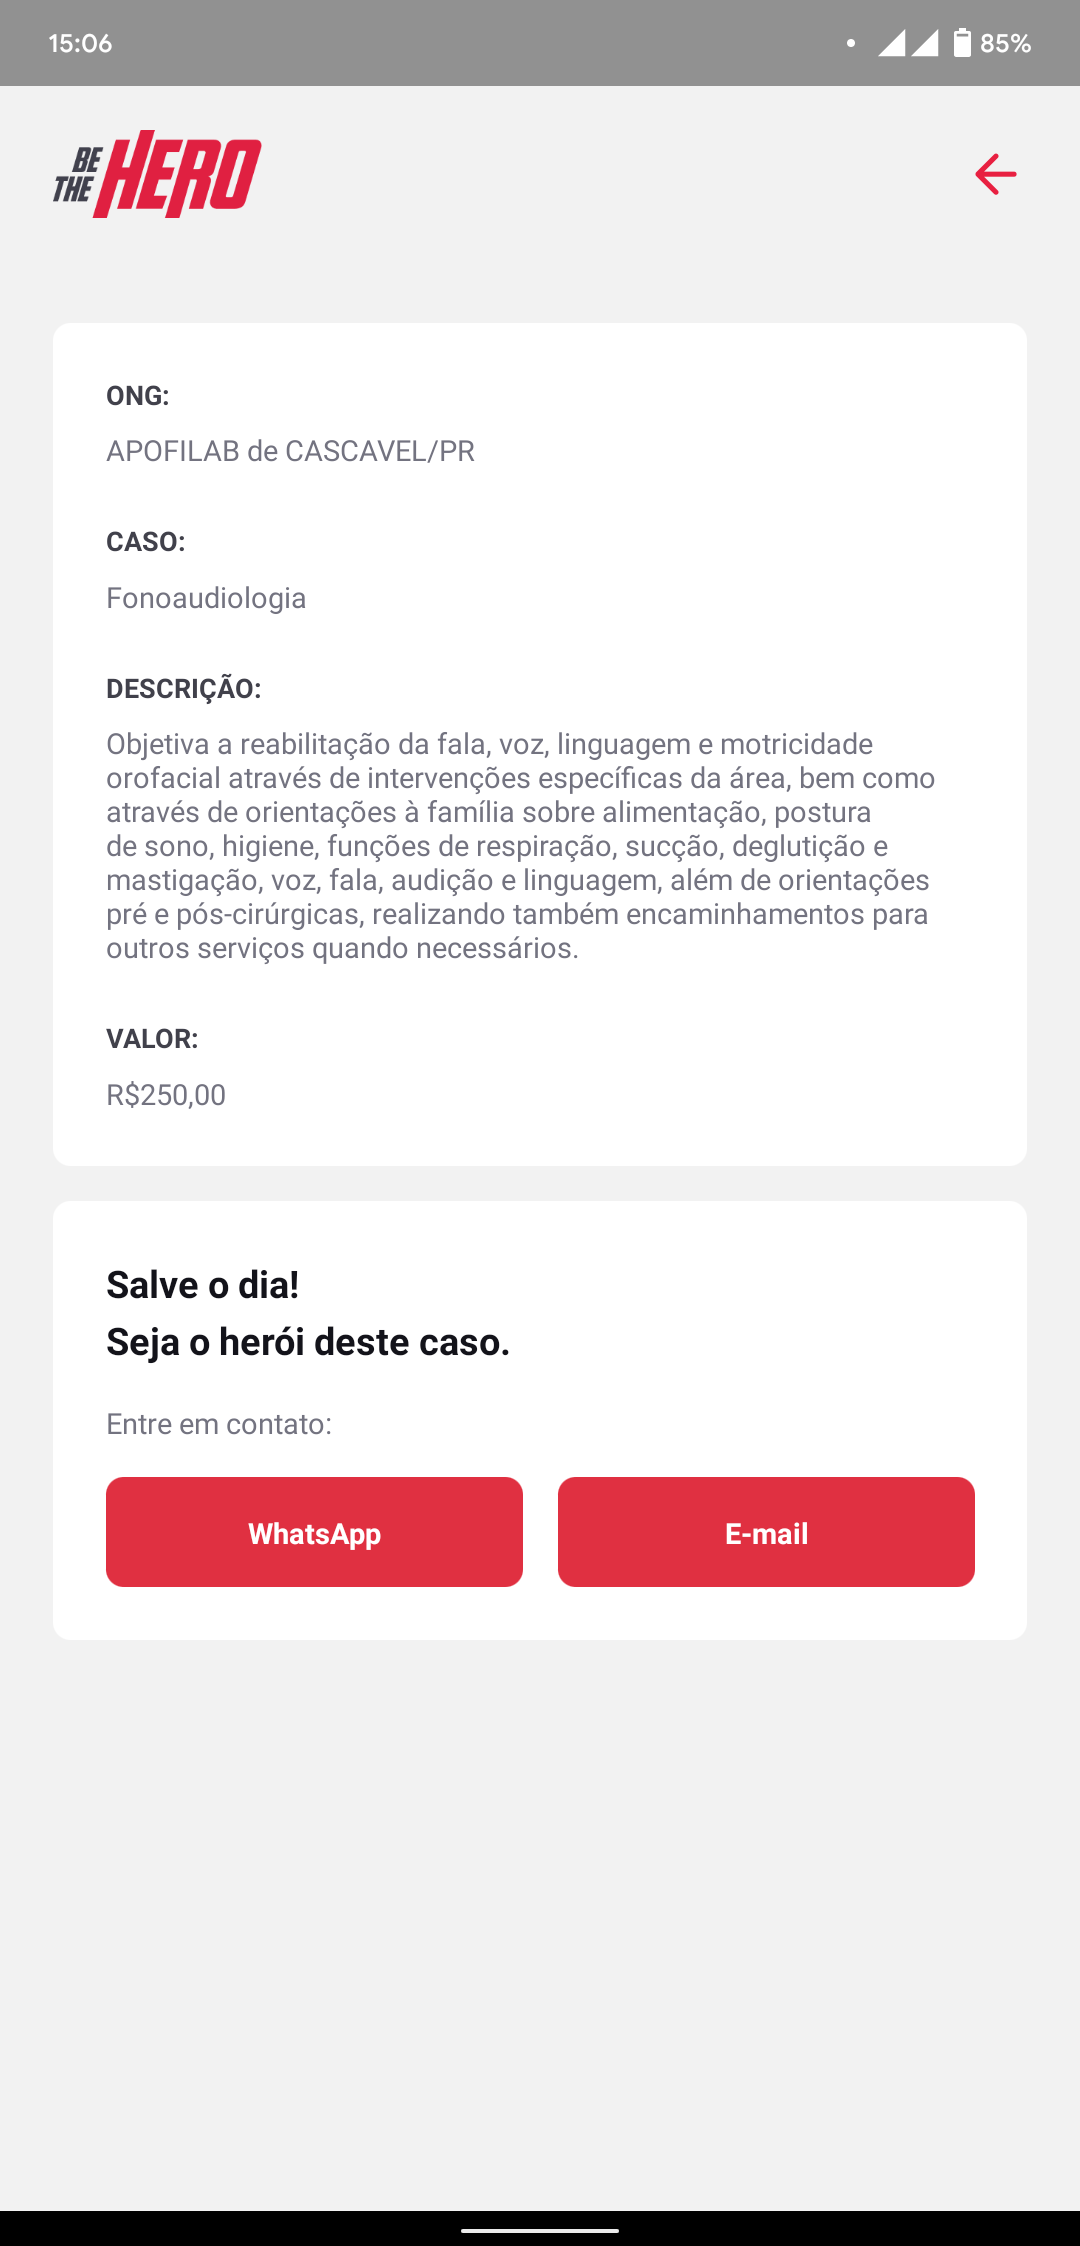 15:06
85%
BE
THE
HERO
ONG:
APOFILAB de CASCAVEL/PR
CASO:
Fonoaudiologia
DESCRIÇÃO:
Objetiva a reabilitação da fala, voz, linguagem e motricidade
orofacial através de intervenções específicas da área, bem como
através de orientações à família sobre alimentação, postura
de sono, higiene, funções de respiração, sucção, deglutição e
mastigação, voz, fala, audição e linguagem, além de orientações
pré e pós-cirúrgicas, realizando também encaminhamentos para
outros serviços quando necessários.
VALOR:
R$250,00
Salve o dia!
Seja o herói deste caso.
Entre em contato:
WhatsApp
E-mail